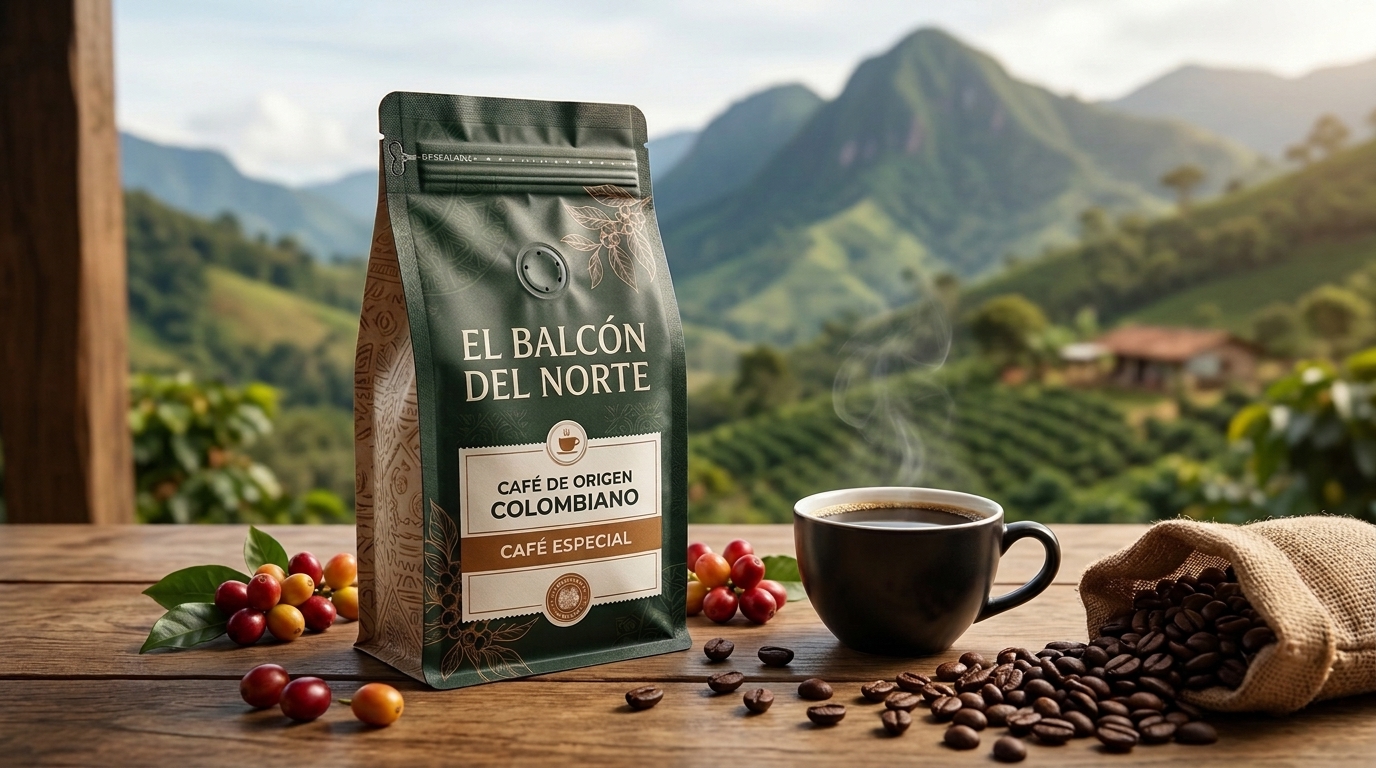 EL BALCÓN
DEL NORTE
CAFÉ DE ORIGEN
COLOMBIANO
CAFÉ ESPECIAL